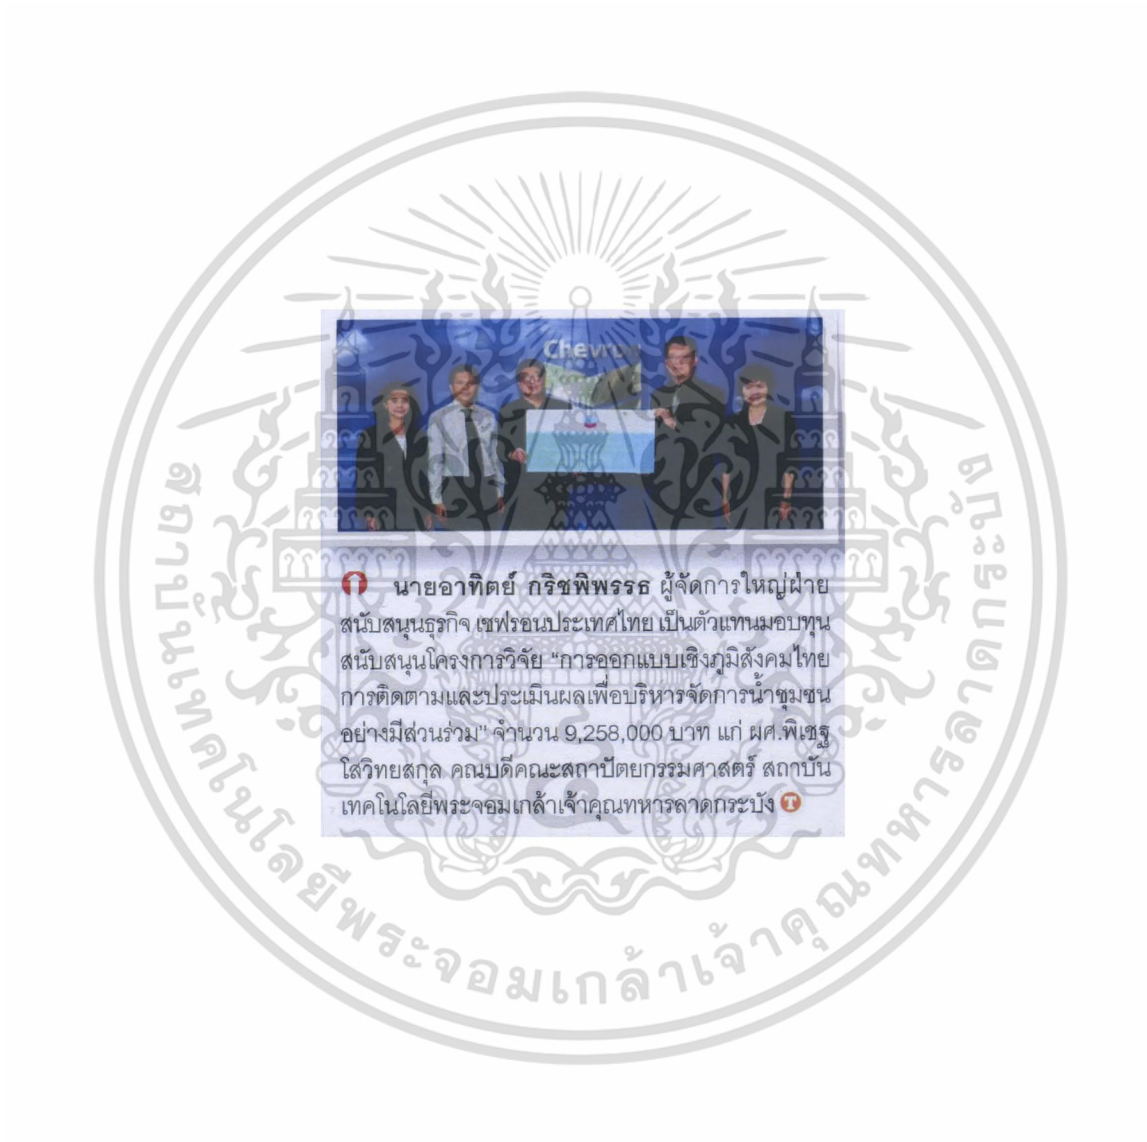 Chevron
นายอาทิตย์ กริชพิพรรธ ผู้จัดการใหญ่ฝ่าย
สนับสนุนธุรกิจ เชฟรอนประเทศไทย เป็นตัวแทนมอบทุน
สนับสนุนโครงการวิจัย “การออกแบบเชิงภูมิสังคมไทย
การติดตามและประเมินผลเพื่อบริหารจัดการน้ำชุมชน
อย่างมีส่วนร่วม” จำนวน 9,258,000 บาท แก่ ผศ.พิเชฐ
โสวิทยสกุล คณบดีคณะสถาปัตยกรรมศาสตร์ สถาบัน
เทคโนโลยีพระจอมเกล้าเจ้าคุณทหารลาดกระบัง T
สถาบันเทคโนโลยีพระจอมเกล้าเจ้าคุณทหารลาดกระบัง